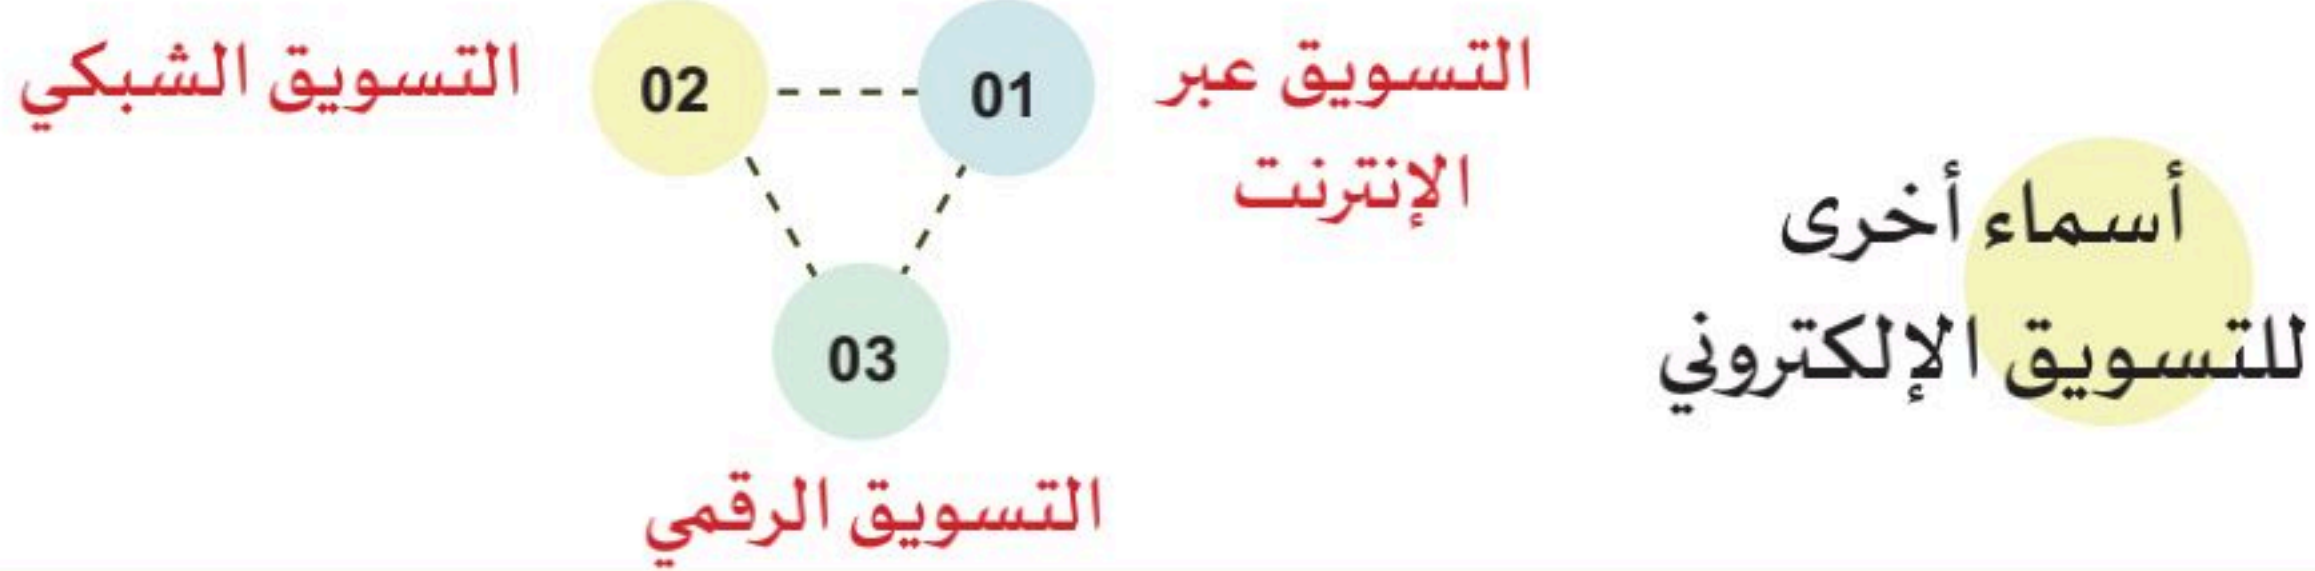 أسماء أخرى
للتسويق الإلكتروني
01
التسويق عبر
الإنترنت
02
التسويق الشبكي
03
التسويق الرقمي